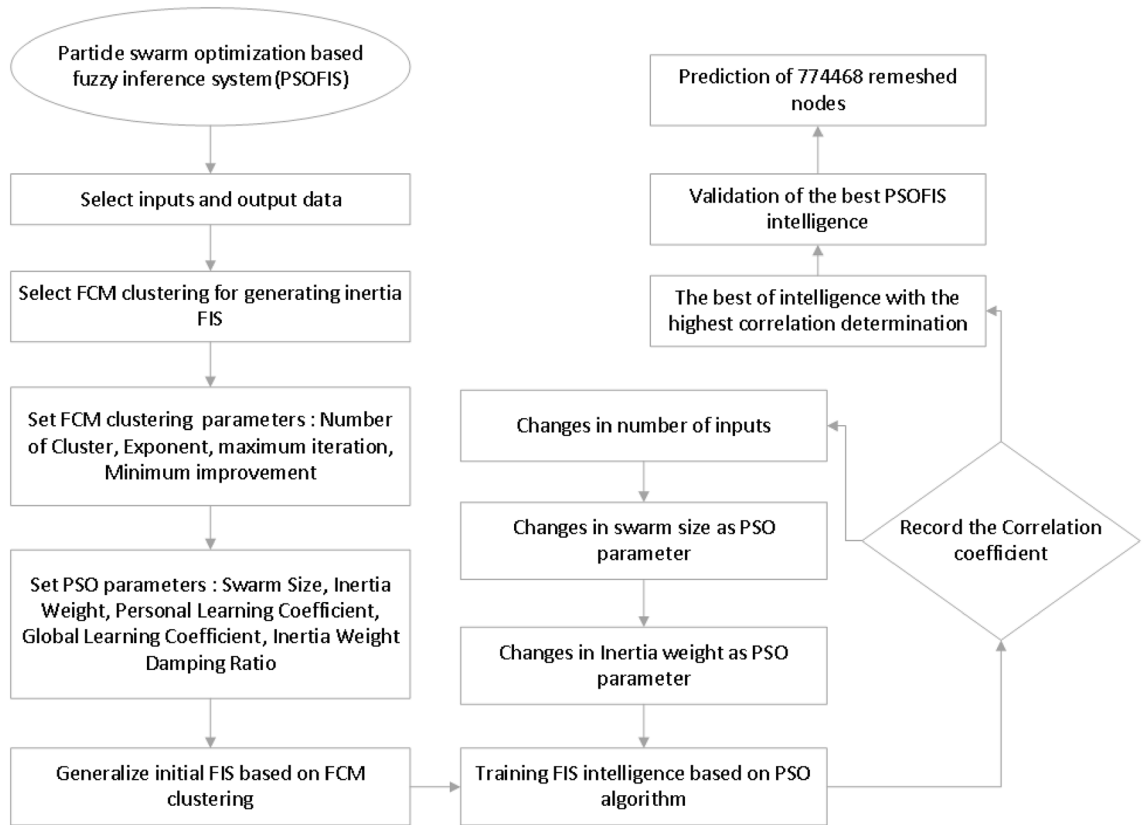 Particle swarm optimization based
fuzzy inference system (PSOFIS)
Select inputs and output data
Select FCM clustering for generating inertia
FIS
Set FCM clustering parameters : Number
of Cluster, Exponent, maximum iteration,
Minimum improvement
Set PSO parameters : Swarm Size, Inertia
Weight, Personal Learning Coefficient,
Global Learning Coefficient, Inertia Weight
Damping Ratio
Generalize initial FIS based on FCM
clustering
Changes in number of inputs
Changes in swarm size as PSO
parameter
Changes in Inertia weight as PSO
parameter
Training FIS intelligence based on PSO
algorithm
Prediction of 774468 remeshed
nodes
Validation of the best PSOFIS
intelligence
The best of intelligence with the
highest correlation determination
Record the Correlation
coefficient